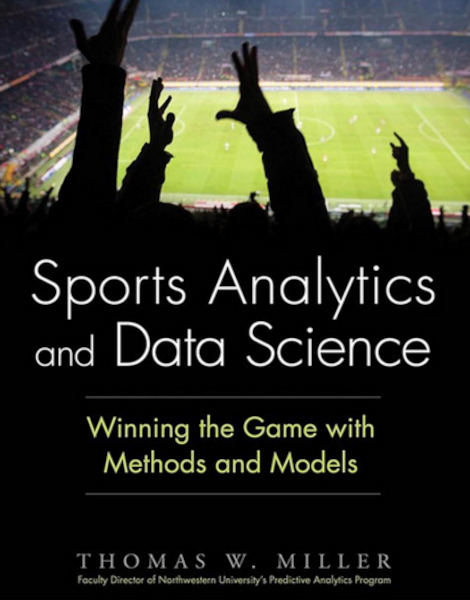 Sports Analytics
and Data Science
Winning the Game with
Methods and Models
THOMAS W. MILLER
Faculty Director of Northwestern University's Predictive Analytics Program